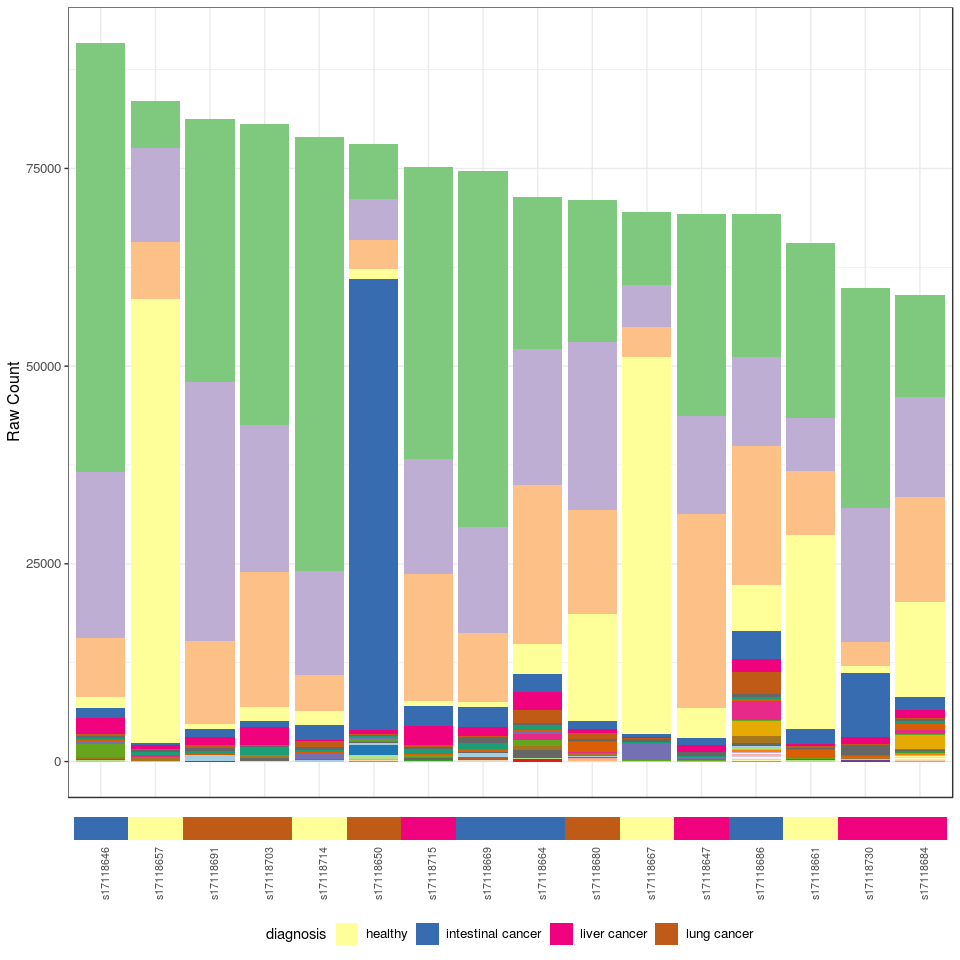 Raw Count
75000
50000
25000
0
s17118646
s17118657
s17118691
s17118703
s17118714
s17118650
s17118715
s17118669
s17118664
s17118680
s17118667
s17118647
s17118686
s17118661
s17118730
s17118684
diagnosis healthy intestinal cancer liver cancer lung cancer